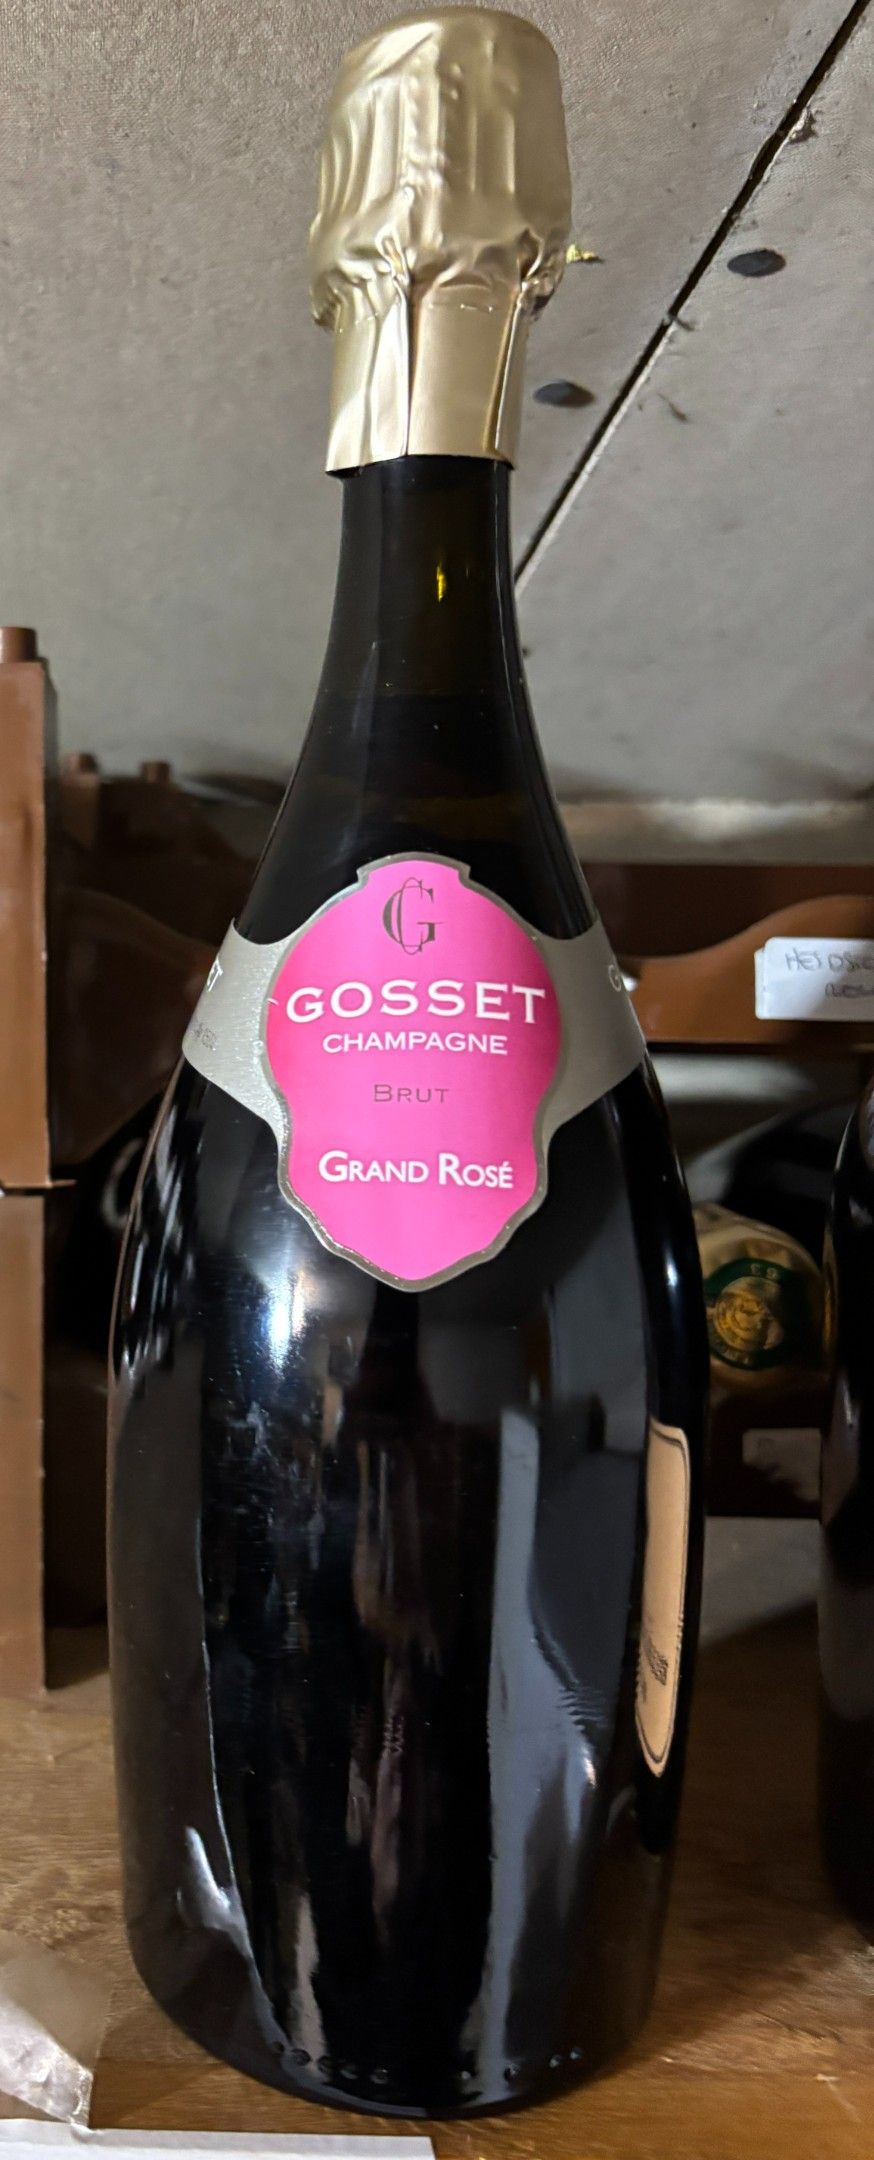 G
GOSSET
CHAMPAGNE
BRUT
GRAND ROSÉ